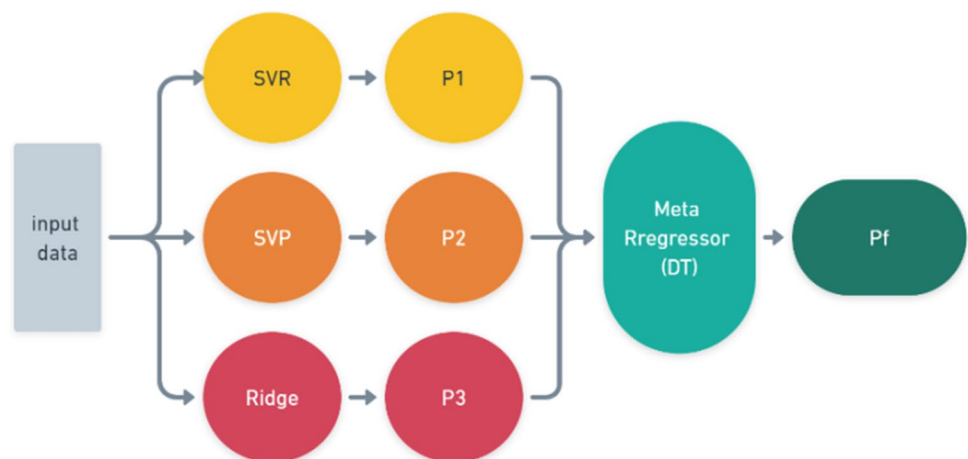 input
data
SVR
P1
SVP
P2
Ridge
P3
Meta
Rregressor
(DT)
Pf